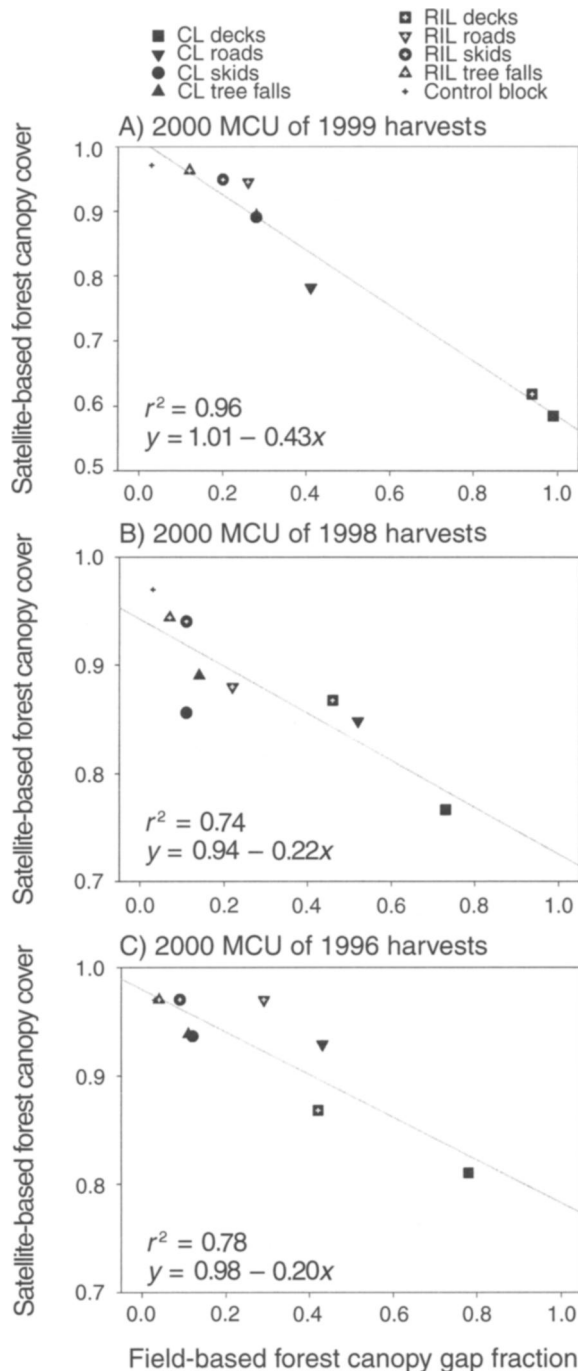 CL decks
CL roads
CL skids
CL tree falls
RIL decks
RIL roads
RIL skids
RIL tree falls
Control block
A) 2000 MCU of 1999 harvests
Satellite-based forest canopy cover
1.0
0.9
0.8
0.7
0.6
0.5
r² = 0.96
y = 1.01 – 0.43x
0.0 0.2 0.4 0.6 0.8 1.0
B) 2000 MCU of 1998 harvests
Satellite-based forest canopy cover
1.0
0.9
0.8
0.7
r² = 0.74
y = 0.94 – 0.22x
0.0 0.2 0.4 0.6 0.8 1.0
C) 2000 MCU of 1996 harvests
Satellite-based forest canopy cover
1.0
0.9
0.8
0.7
r² = 0.78
y = 0.98 – 0.20x
0.0 0.2 0.4 0.6 0.8 1.0
Field-based forest canopy gap fraction